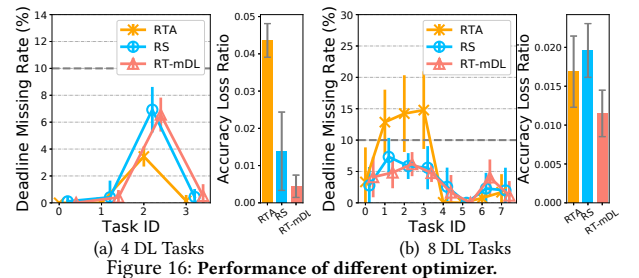 Deadline Missing Rate (%)
16
14
12
10
8
6
4
2
0
RTA
RS
RT-mDL
0 1 2 3
Task ID
Accuracy Loss Ratio
0.05
0.04
0.03
0.02
0.01
0.00
RTA
RS
RT-mDL
(a) 4 DL Tasks
Deadline Missing Rate (%)
30
25
20
15
10
5
0
RTA
RS
RT-mDL
0 1 2 3 4 5 6 7
Task ID
Accuracy Loss Ratio
0.020
0.015
0.010
0.005
0.000
RTA
RS
RT-mDL
(b) 8 DL Tasks
Figure 16: Performance of different optimizer.